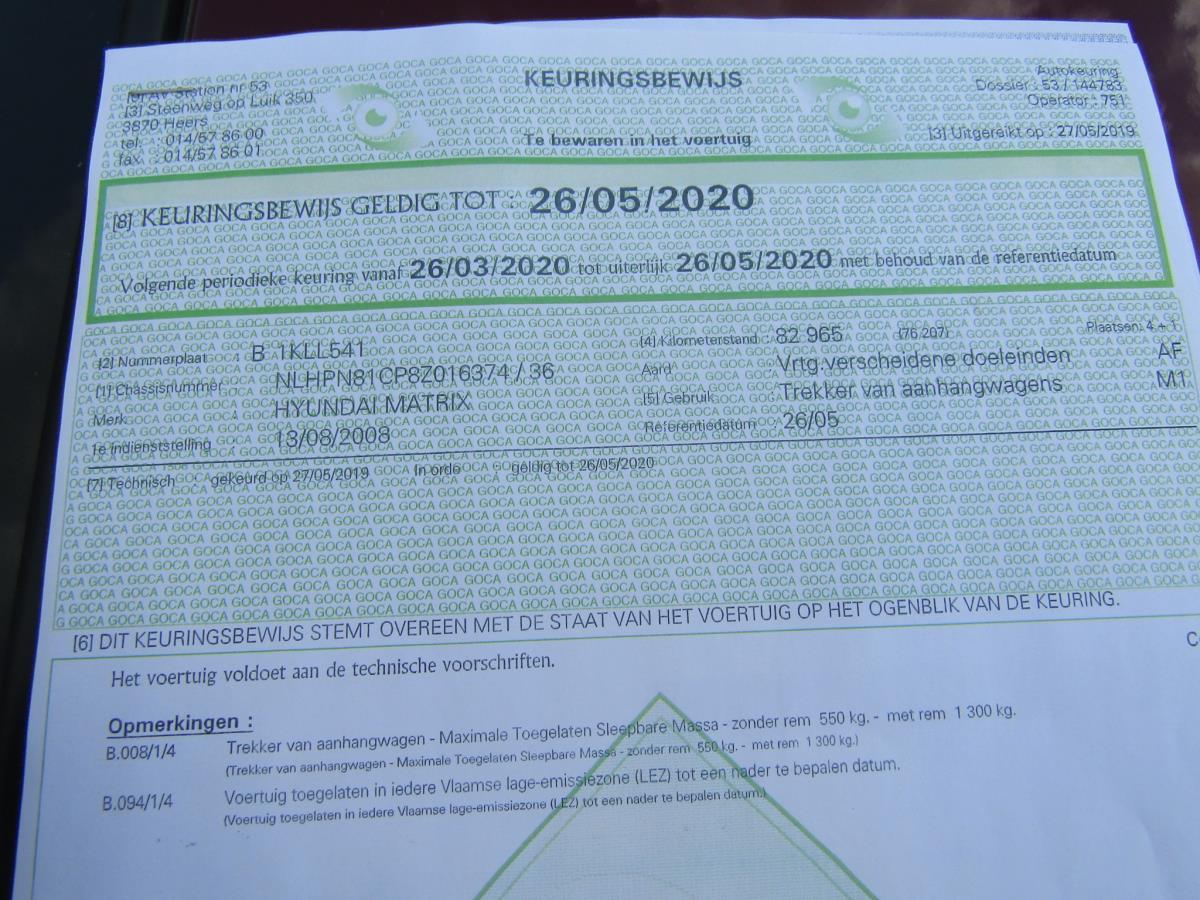 KEURINGSBEWIJS
Te bewaren in het voertuig
Station nr 53
[3] Steenweg op Luik 350
3870 Heers
tel. : 014/57 86 00
fax. : 014/57 86 01
Autokeuring
Dossier : 53 / 144783
Operator : 751
[3] Uitgereikt op : 27/05/2019
[8] KEURINGSBEWIJS GELDIG TOT : 26/05/2020
Volgende periodieke keuring vanaf 26/03/2020 tot uiterlijk 26/05/2020 met behoud van de referentiedatum
[2] Nummerplaat : B 1KLL541 [4] Kilometerstand : 82 965 (76.207) Plaatsen: 4 + 1
[1] Chassisnummer NLHPN81CP8Z016374 / 36 Aard Vrtg.verscheidene doeleinden AF
Merk : HYUNDAI MATRIX [5] Gebruik Trekker van aanhangwagens M1
1e indienststelling 13/08/2008 Referentiedatum 26/05
[7] Technisch gekeurd op 27/05/2019 In orde geldig tot 26/05/2020
[6] DIT KEURINGSBEWIJS STEMT OVEREEN MET DE STAAT VAN HET VOERTUIG OP HET OGENBLIK VAN DE KEURING.
Het voertuig voldoet aan de technische voorschriften.
Opmerkingen :
B.008/1/4 Trekker van aanhangwagen - Maximale Toegelaten Sleepbare Massa - zonder rem 550 kg. - met rem 1 300 kg.
(Trekker van aanhangwagen - Maximale Toegelaten Sleepbare Massa - zonder rem 550 kg. - met rem 1 300 kg.)
B.094/1/4 Voertuig toegelaten in iedere Vlaamse lage-emissiezone (LEZ) tot een nader te bepalen datum.
(Voertuig toegelaten in iedere Vlaamse lage-emissiezone (LEZ) tot een nader te bepalen datum.)